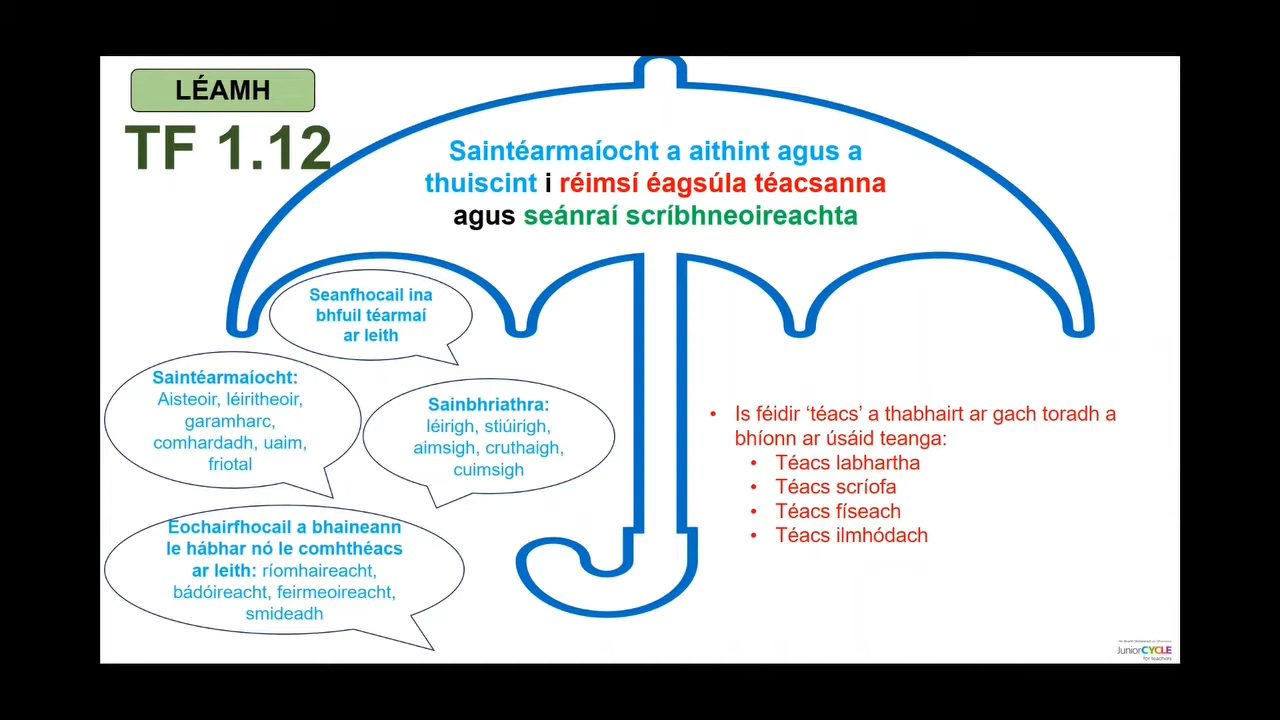 LÉAMH
TF 1.12
Saintéarmaíocht a aithint agus a
thuiscint i réimsí éagsúla téacsanna
agus seánraí scríbhneoireachta
Seanfhocail ina
bhfuil téarmaí
ar leith
Saintéarmaíocht:
Aisteoir, léiritheoir,
garamharc,
comhardadh, uaim,
friotal
Sainbhriathra:
léirigh, stiúirigh,
aimsigh, cruthaigh,
cuimsigh
Eochairfhocail a bhaineann
le hábhar nó le comhthéacs
ar leith: ríomhaireacht,
bádóireacht, feirmeoireacht,
smideadh
• Is féidir ‘téacs’ a thabhairt ar gach toradh a
bhíonn ar úsáid teanga:
• Téacs labhartha
• Téacs scríofa
• Téacs físeach
• Téacs ilmhódach
JuniorCYCLE
for teachers